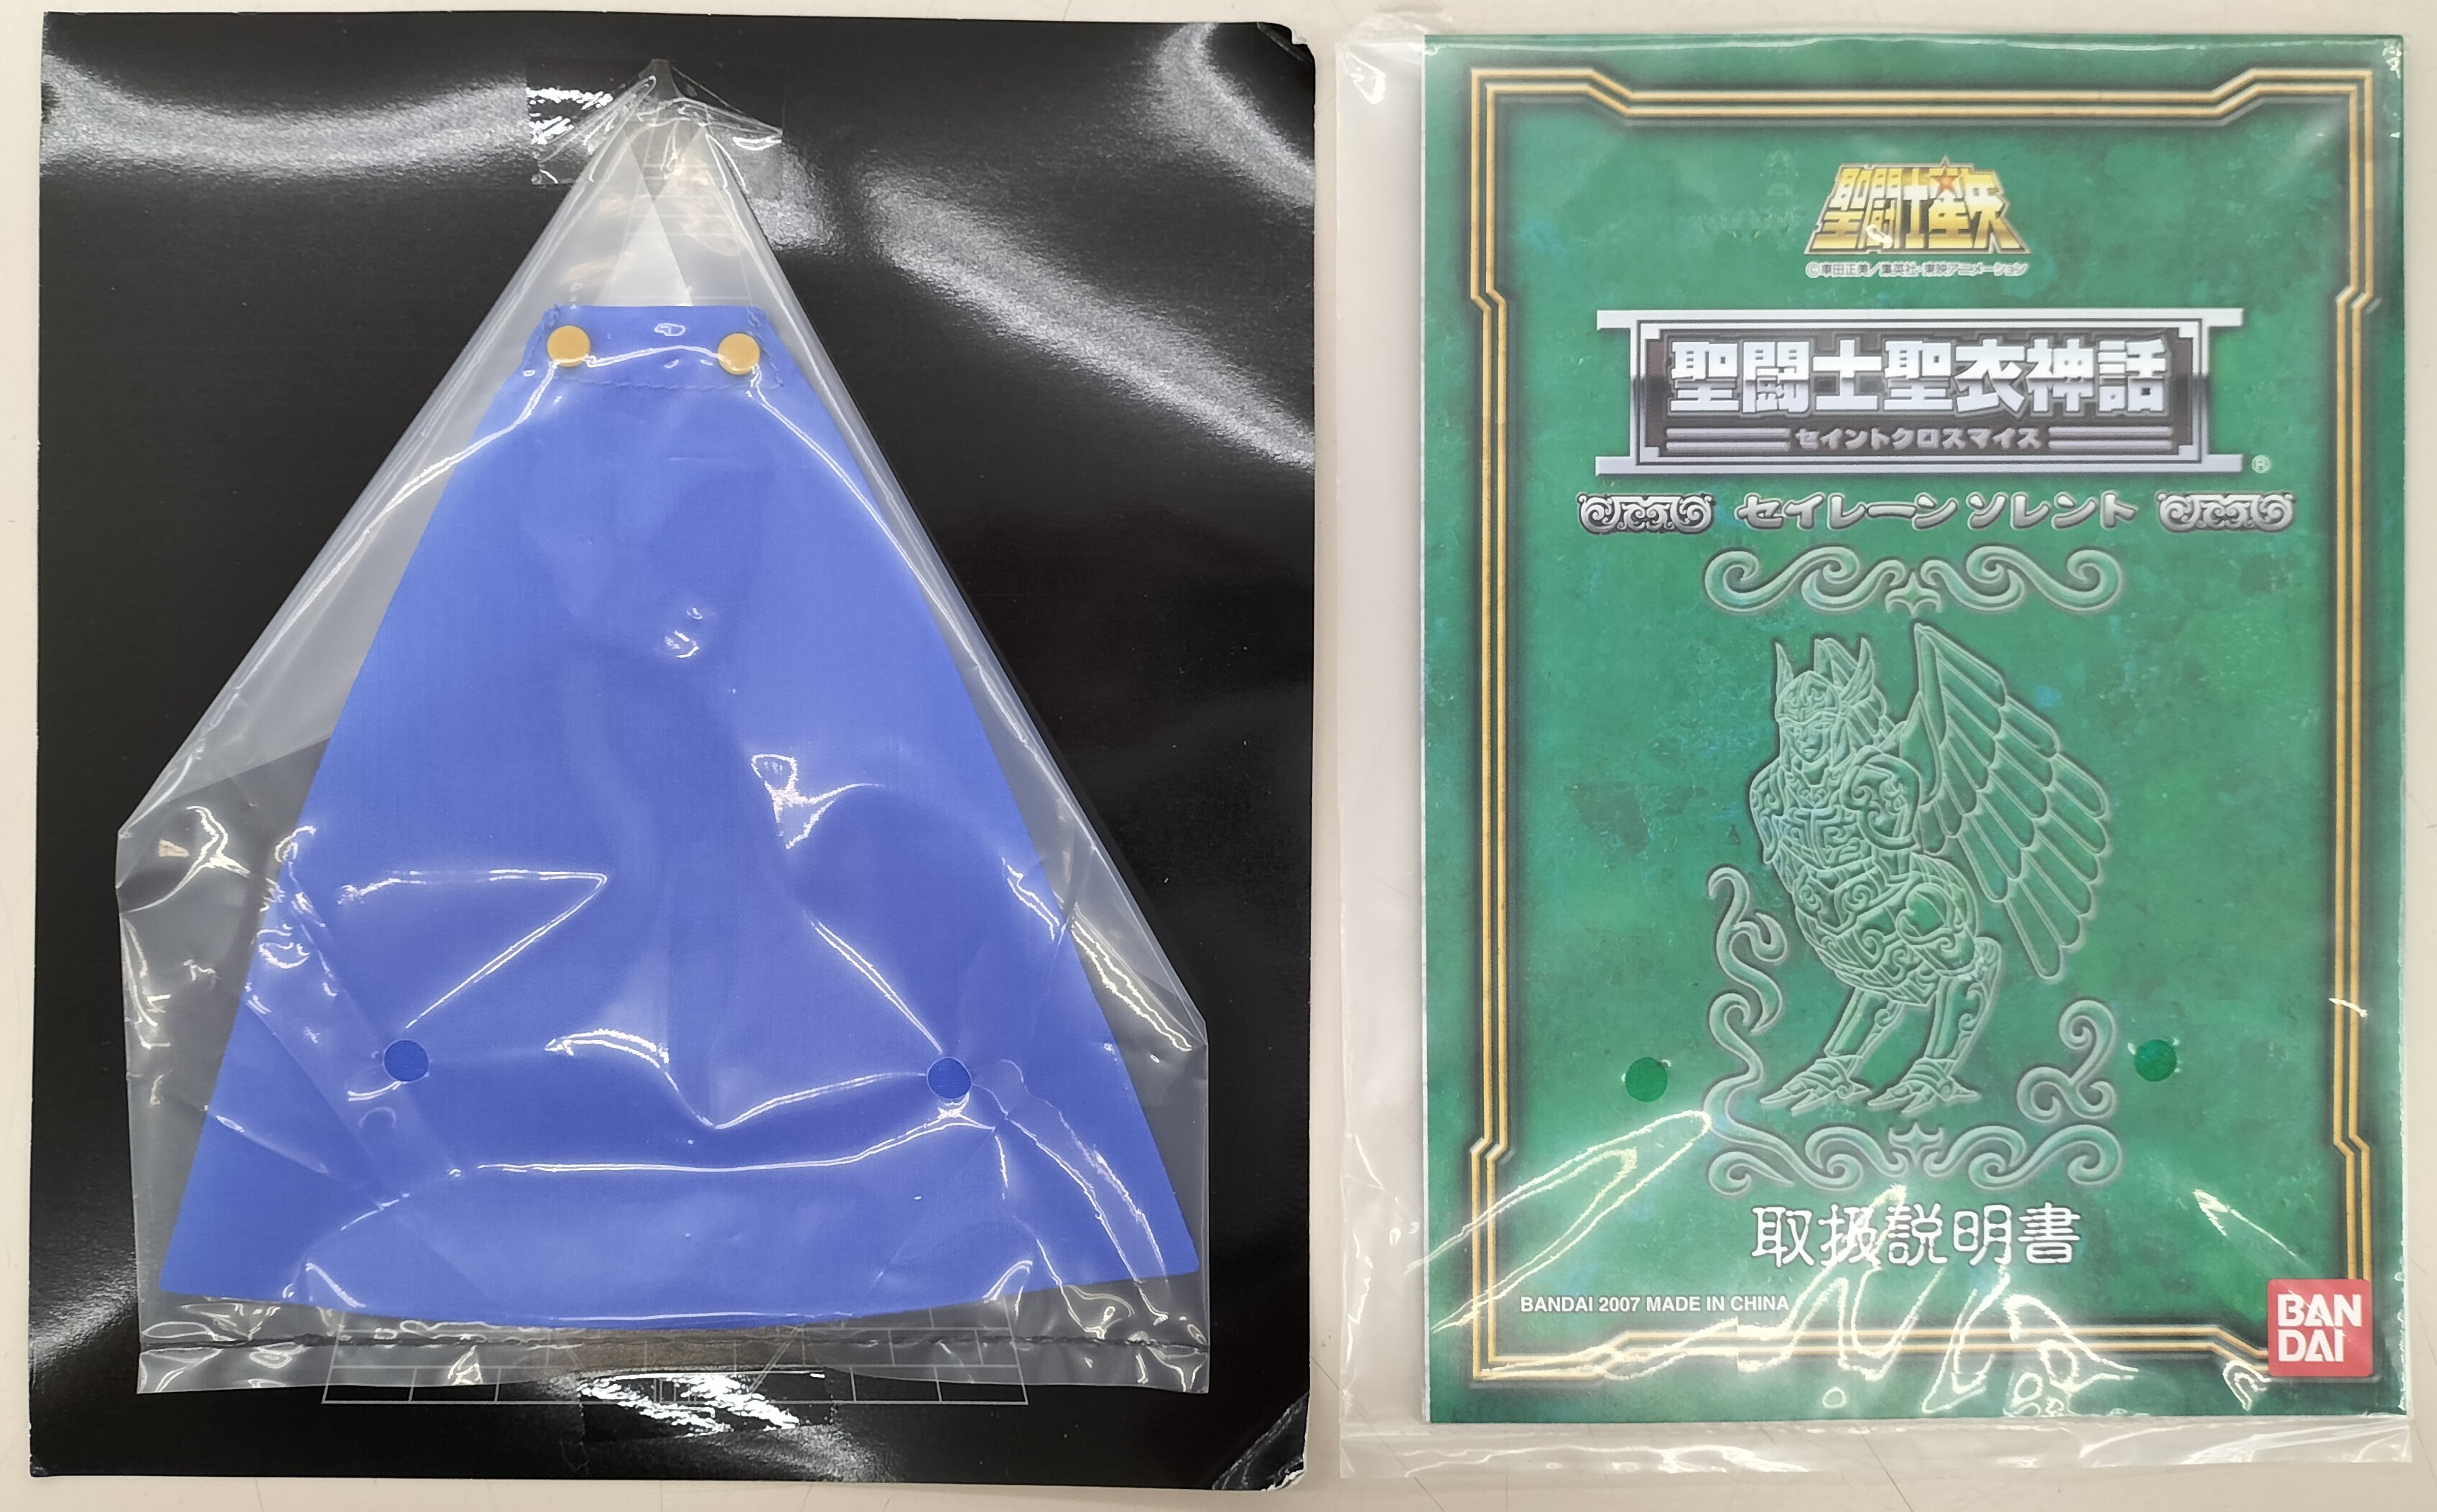 聖闘士星矢
©車田正美／集英社・東映アニメーション
聖闘士聖衣神話
セイントクロスマイス
®
セイレーン ソレント
取扱説明書
BANDAI 2007 MADE IN CHINA
BAN
DAI